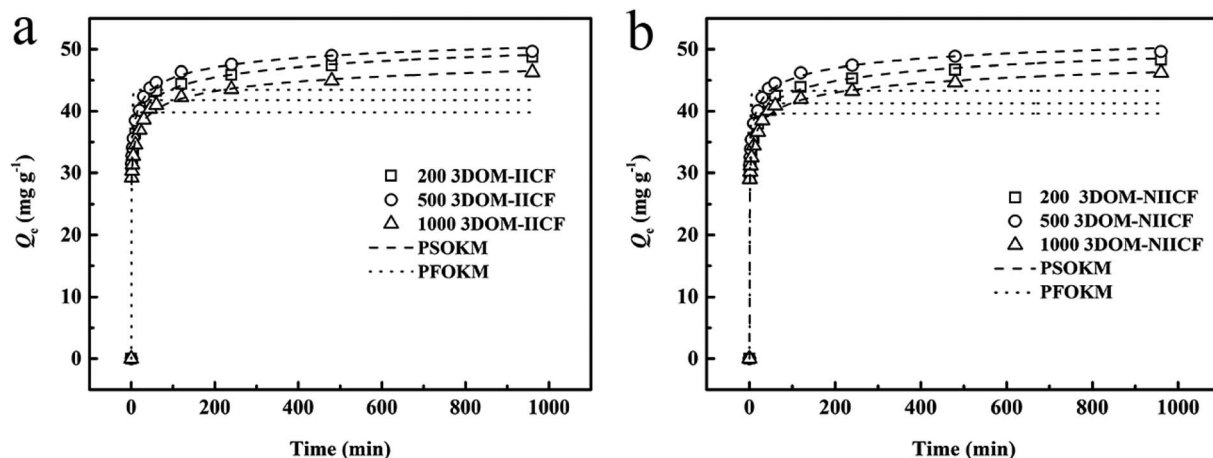 a
Qe (mg g-1)
50
40
30
20
10
0
200 3DOM-IICF
500 3DOM-IICF
1000 3DOM-IICF
PSOKM
PFOKM
0 200 400 600 800 1000
Time (min)
b
Qe (mg g-1)
50
40
30
20
10
0
200 3DOM-NIICF
500 3DOM-NIICF
1000 3DOM-NIICF
PSOKM
PFOKM
0 200 400 600 800 1000
Time (min)